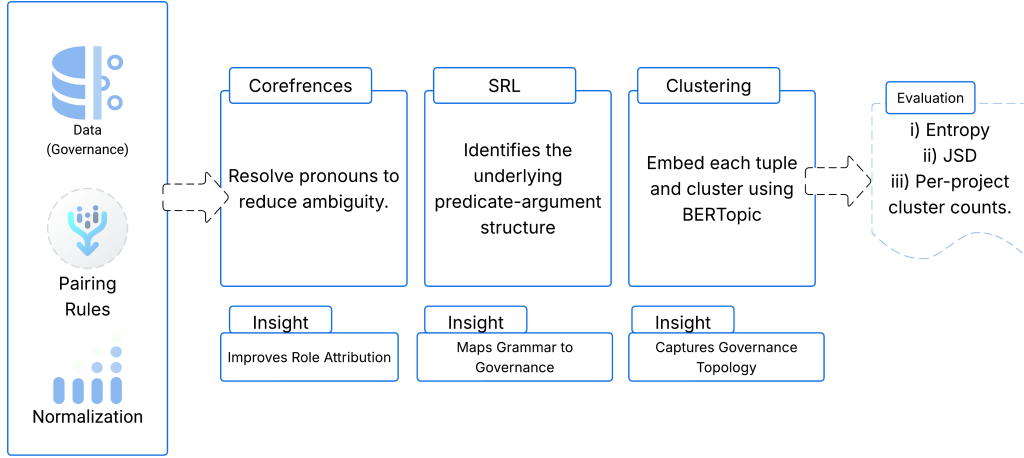 Data
(Governance)
Pairing
Rules
Normalization
Corefrences
Resolve pronouns to
reduce ambiguity.
Insight
Improves Role Attribution
SRL
Identifies the
underlying
predicate-argument
structure
Insight
Maps Grammar to
Governance
Clustering
Embed each tuple
and cluster using
BERTopic
Insight
Captures Governance
Topology
Evaluation
i) Entropy
ii) JSD
iii) Per-project
cluster counts.